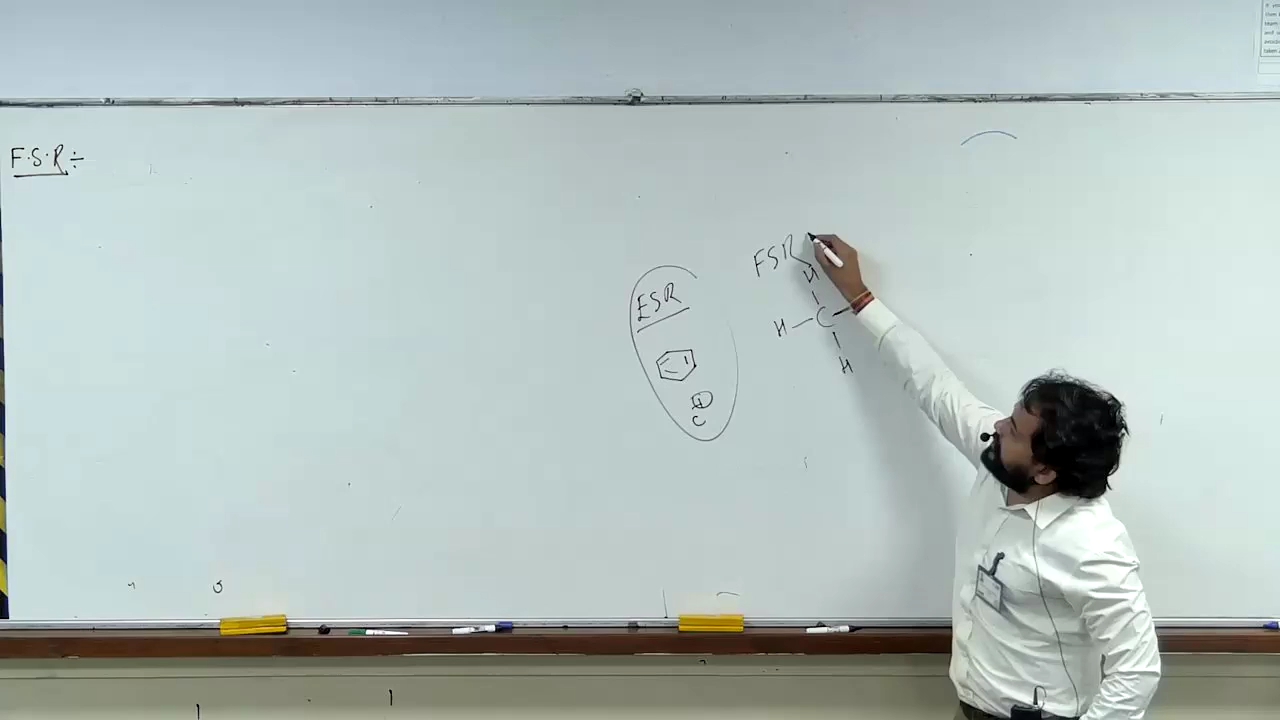 F.S.R ÷
ESR
⊕
C
FSR
H
H — C —
H